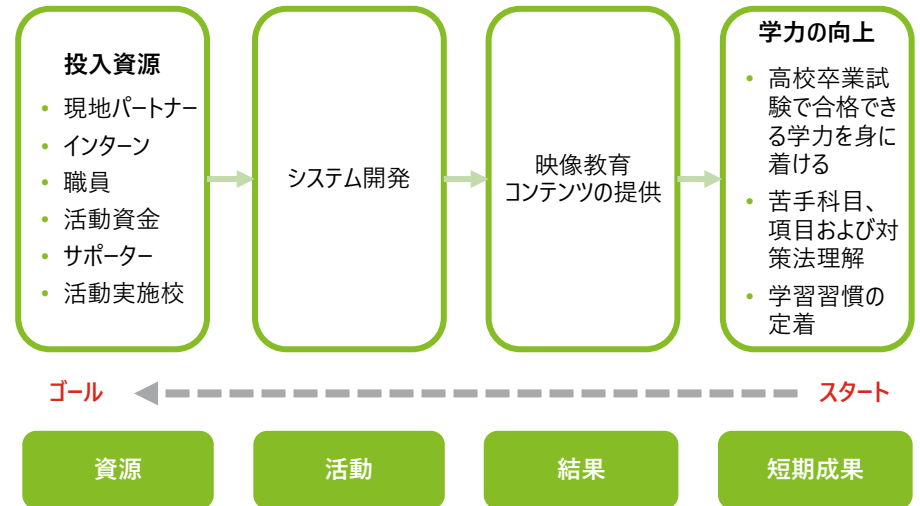 投入資源
• 現地パートナー
• インターン
• 職員
• 活動資金
• サポーター
• 活動実施校
システム開発
映像教育
コンテンツの提供
学力の向上
• 高校卒業試
験で合格でき
る学力を身に
着ける
• 苦手科目、
項目および対
策法理解
• 学習習慣の
定着
ゴール
スタート
資源
活動
結果
短期成果